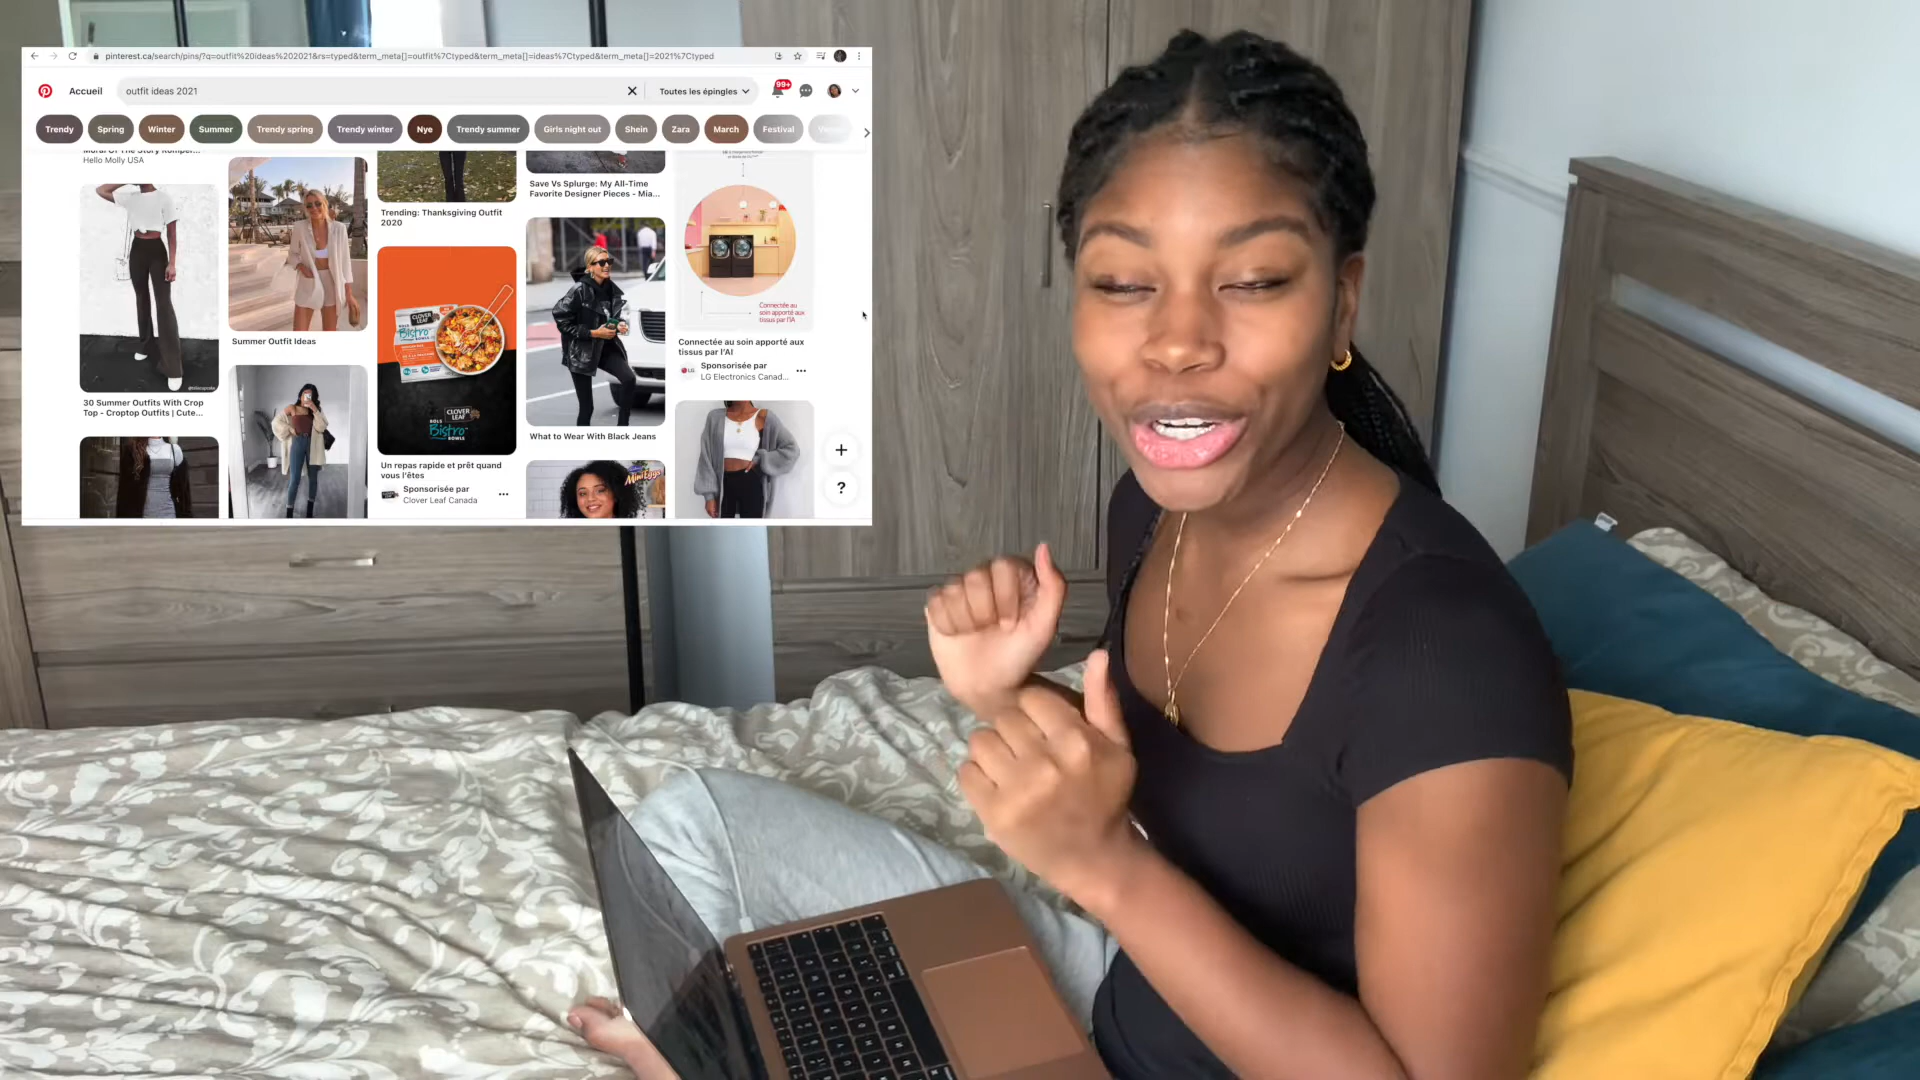 pinterest.ca/search/pins/?q=outfit%20ideas%202021&rs=typed&term_meta[]=outfit%7Ctyped&term_meta[]=ideas%7Ctyped&term_meta[]=2021%7Ctyped
Accueil
outfit ideas 2021
Toutes les épingles
99+
Trendy
Spring
Winter
Summer
Trendy spring
Trendy winter
Nye
Trendy summer
Girls night out
Shein
Zara
March
Festival
Hello Molly USA
30 Summer Outfits With Crop
Top - Croptop Outfits | Cute...
Summer Outfit Ideas
Trending: Thanksgiving Outfit
2020
CLOVER
LEAF
Bistro
CLOVER
LEAF
BOLS
Bistro
BOWLS
Un repas rapide et prêt quand
vous l'êtes
Sponsorisée par
Clover Leaf Canada
Save Vs Splurge: My All-Time
Favorite Designer Pieces - Mia...
What to Wear With Black Jeans
MiniEggs
Connectée au
soin apporté aux
tissus par l'IA
Connectée au soin apporté aux
tissus par l'AI
LG
Sponsorisée par
LG Electronics Canad...
+
?